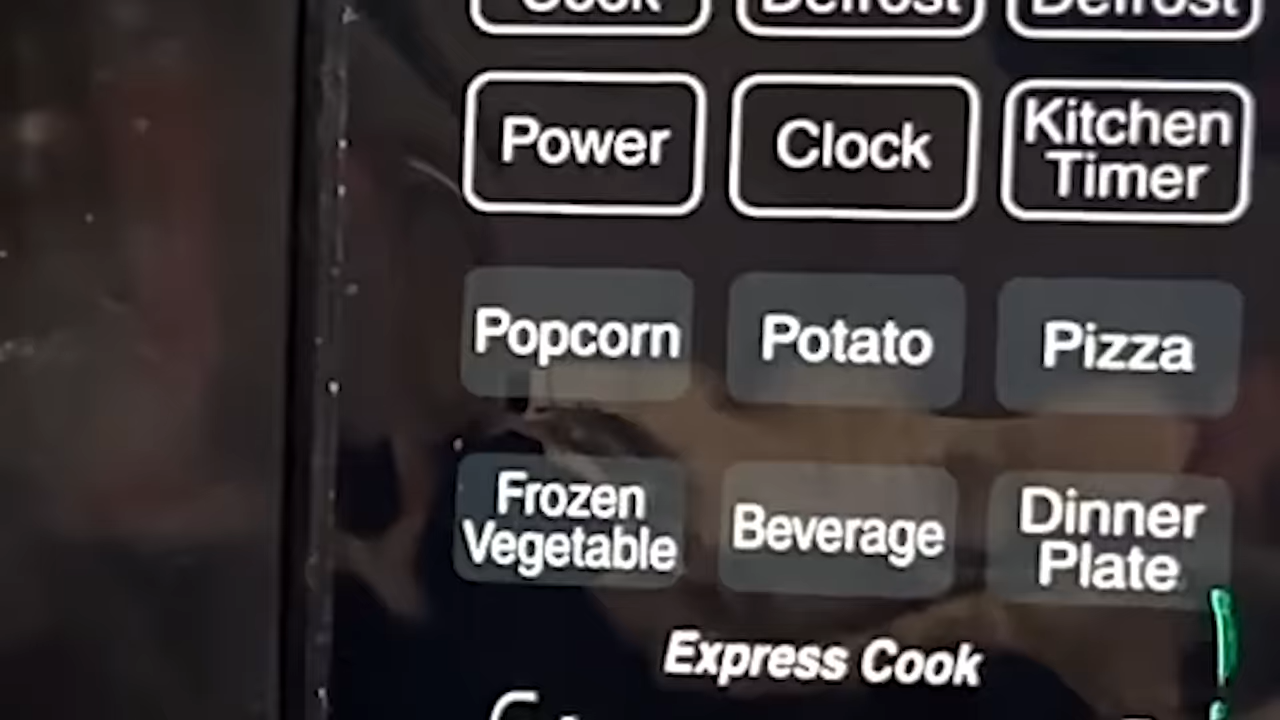 Cook Defrost Defrost
Power Clock Kitchen
Timer
Popcorn Potato Pizza
Frozen
Vegetable Beverage Dinner
Plate
Express Cook